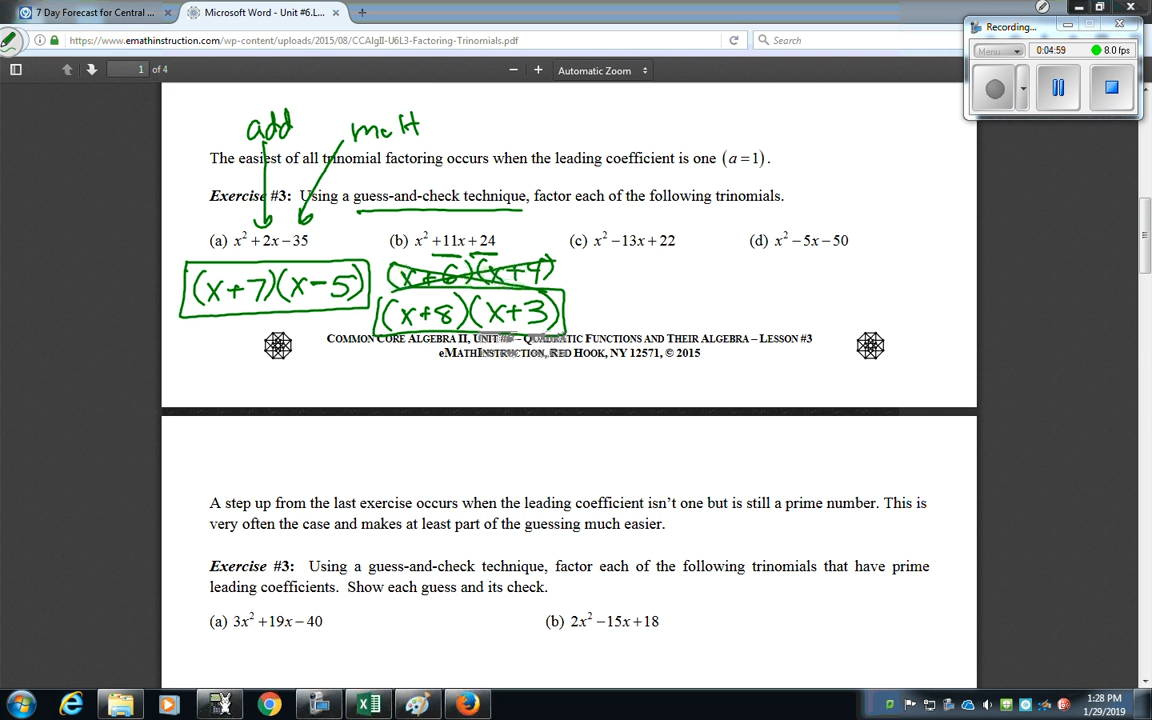 7 Day Forecast for Central ... × Microsoft Word - Unit #6.L... × +
https://www.emathinstruction.com/wp-content/uploads/2015/08/CCAlgII-U6L3-Factoring-Trinomials.pdf Search
Recording...
Menu 0:04:59 8.0 fps
1 of 4 − + Automatic Zoom
add mult
The easiest of all trinomial factoring occurs when the leading coefficient is one (a = 1).
Exercise #3: Using a guess-and-check technique, factor each of the following trinomials.
(a) x² + 2x − 35 (b) x² + 11x + 24 (c) x² − 13x + 22 (d) x² − 5x − 50
(x+7)(x−5) (x+6)(x+4)
(x+8)(x+3)
COMMON CORE ALGEBRA II, UNIT #6 – QUADRATIC FUNCTIONS AND THEIR ALGEBRA – LESSON #3
eMATHINSTRUCTION, RED HOOK, NY 12571, © 2015
A step up from the last exercise occurs when the leading coefficient isn't one but is still a prime number. This is
very often the case and makes at least part of the guessing much easier.
Exercise #3: Using a guess-and-check technique, factor each of the following trinomials that have prime
leading coefficients. Show each guess and its check.
(a) 3x² + 19x − 40 (b) 2x² − 15x + 18
1:28 PM
1/29/2019